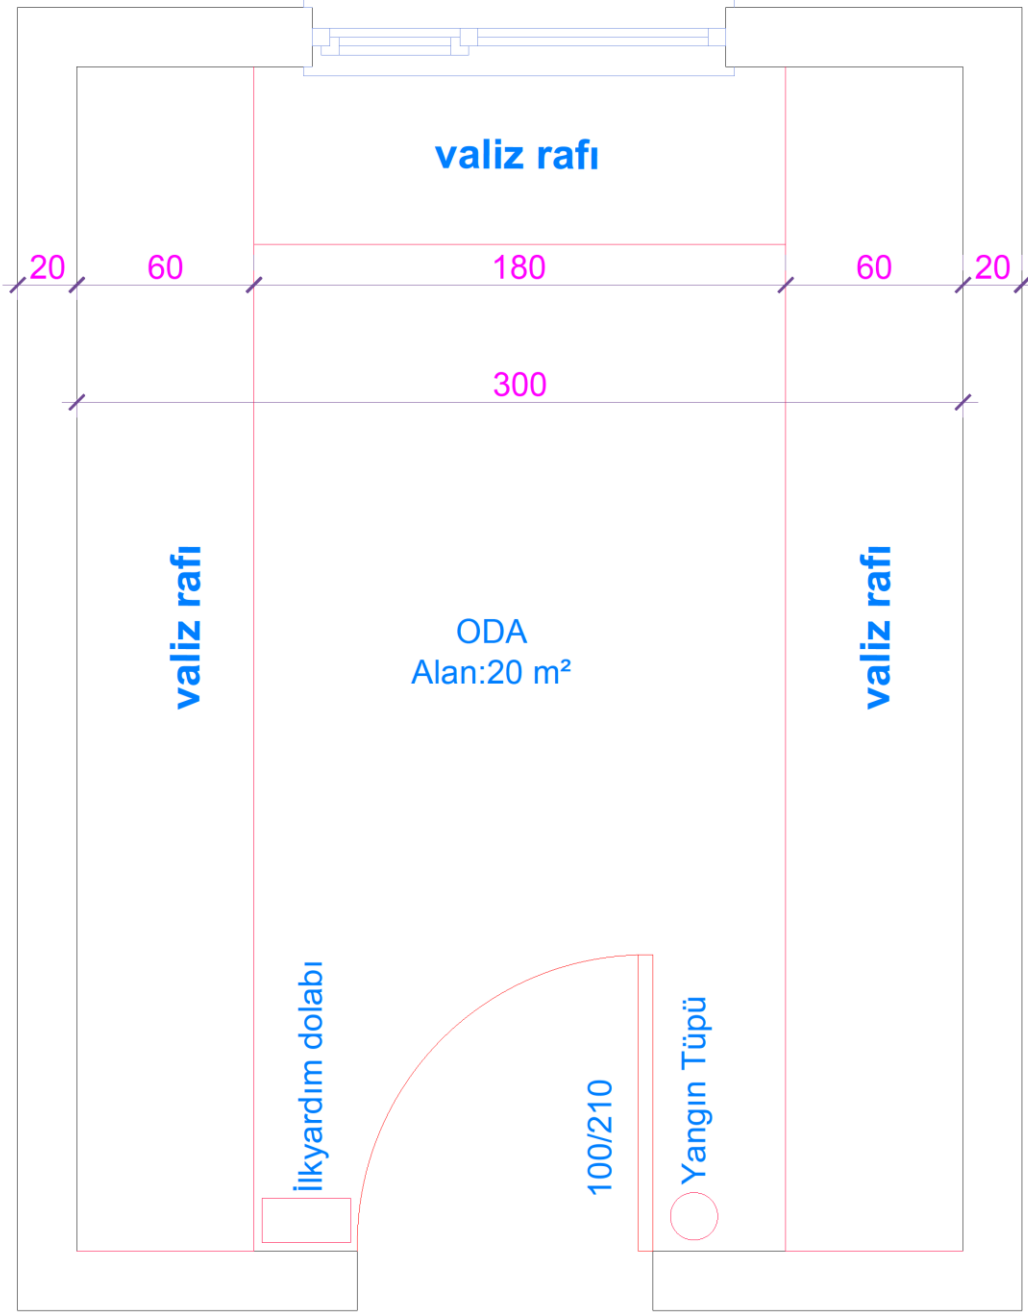 valiz rafı
20
60
180
60
20
300
valiz rafı
valiz rafı
ODA
Alan:20 m²
İlkyardım dolabı
100/210
Yangın Tüpü